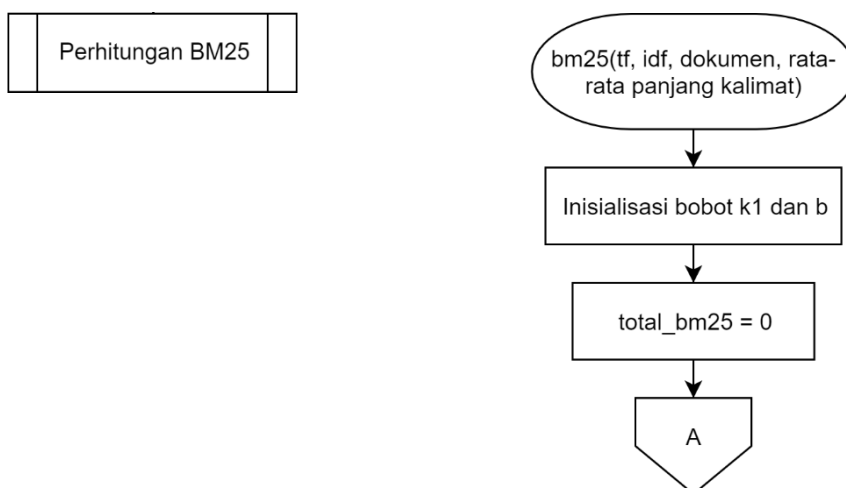 Perhitungan BM25
bm25(tf, idf, dokumen, rata-
rata panjang kalimat)
Inisialisasi bobot k1 dan b
total_bm25 = 0
A